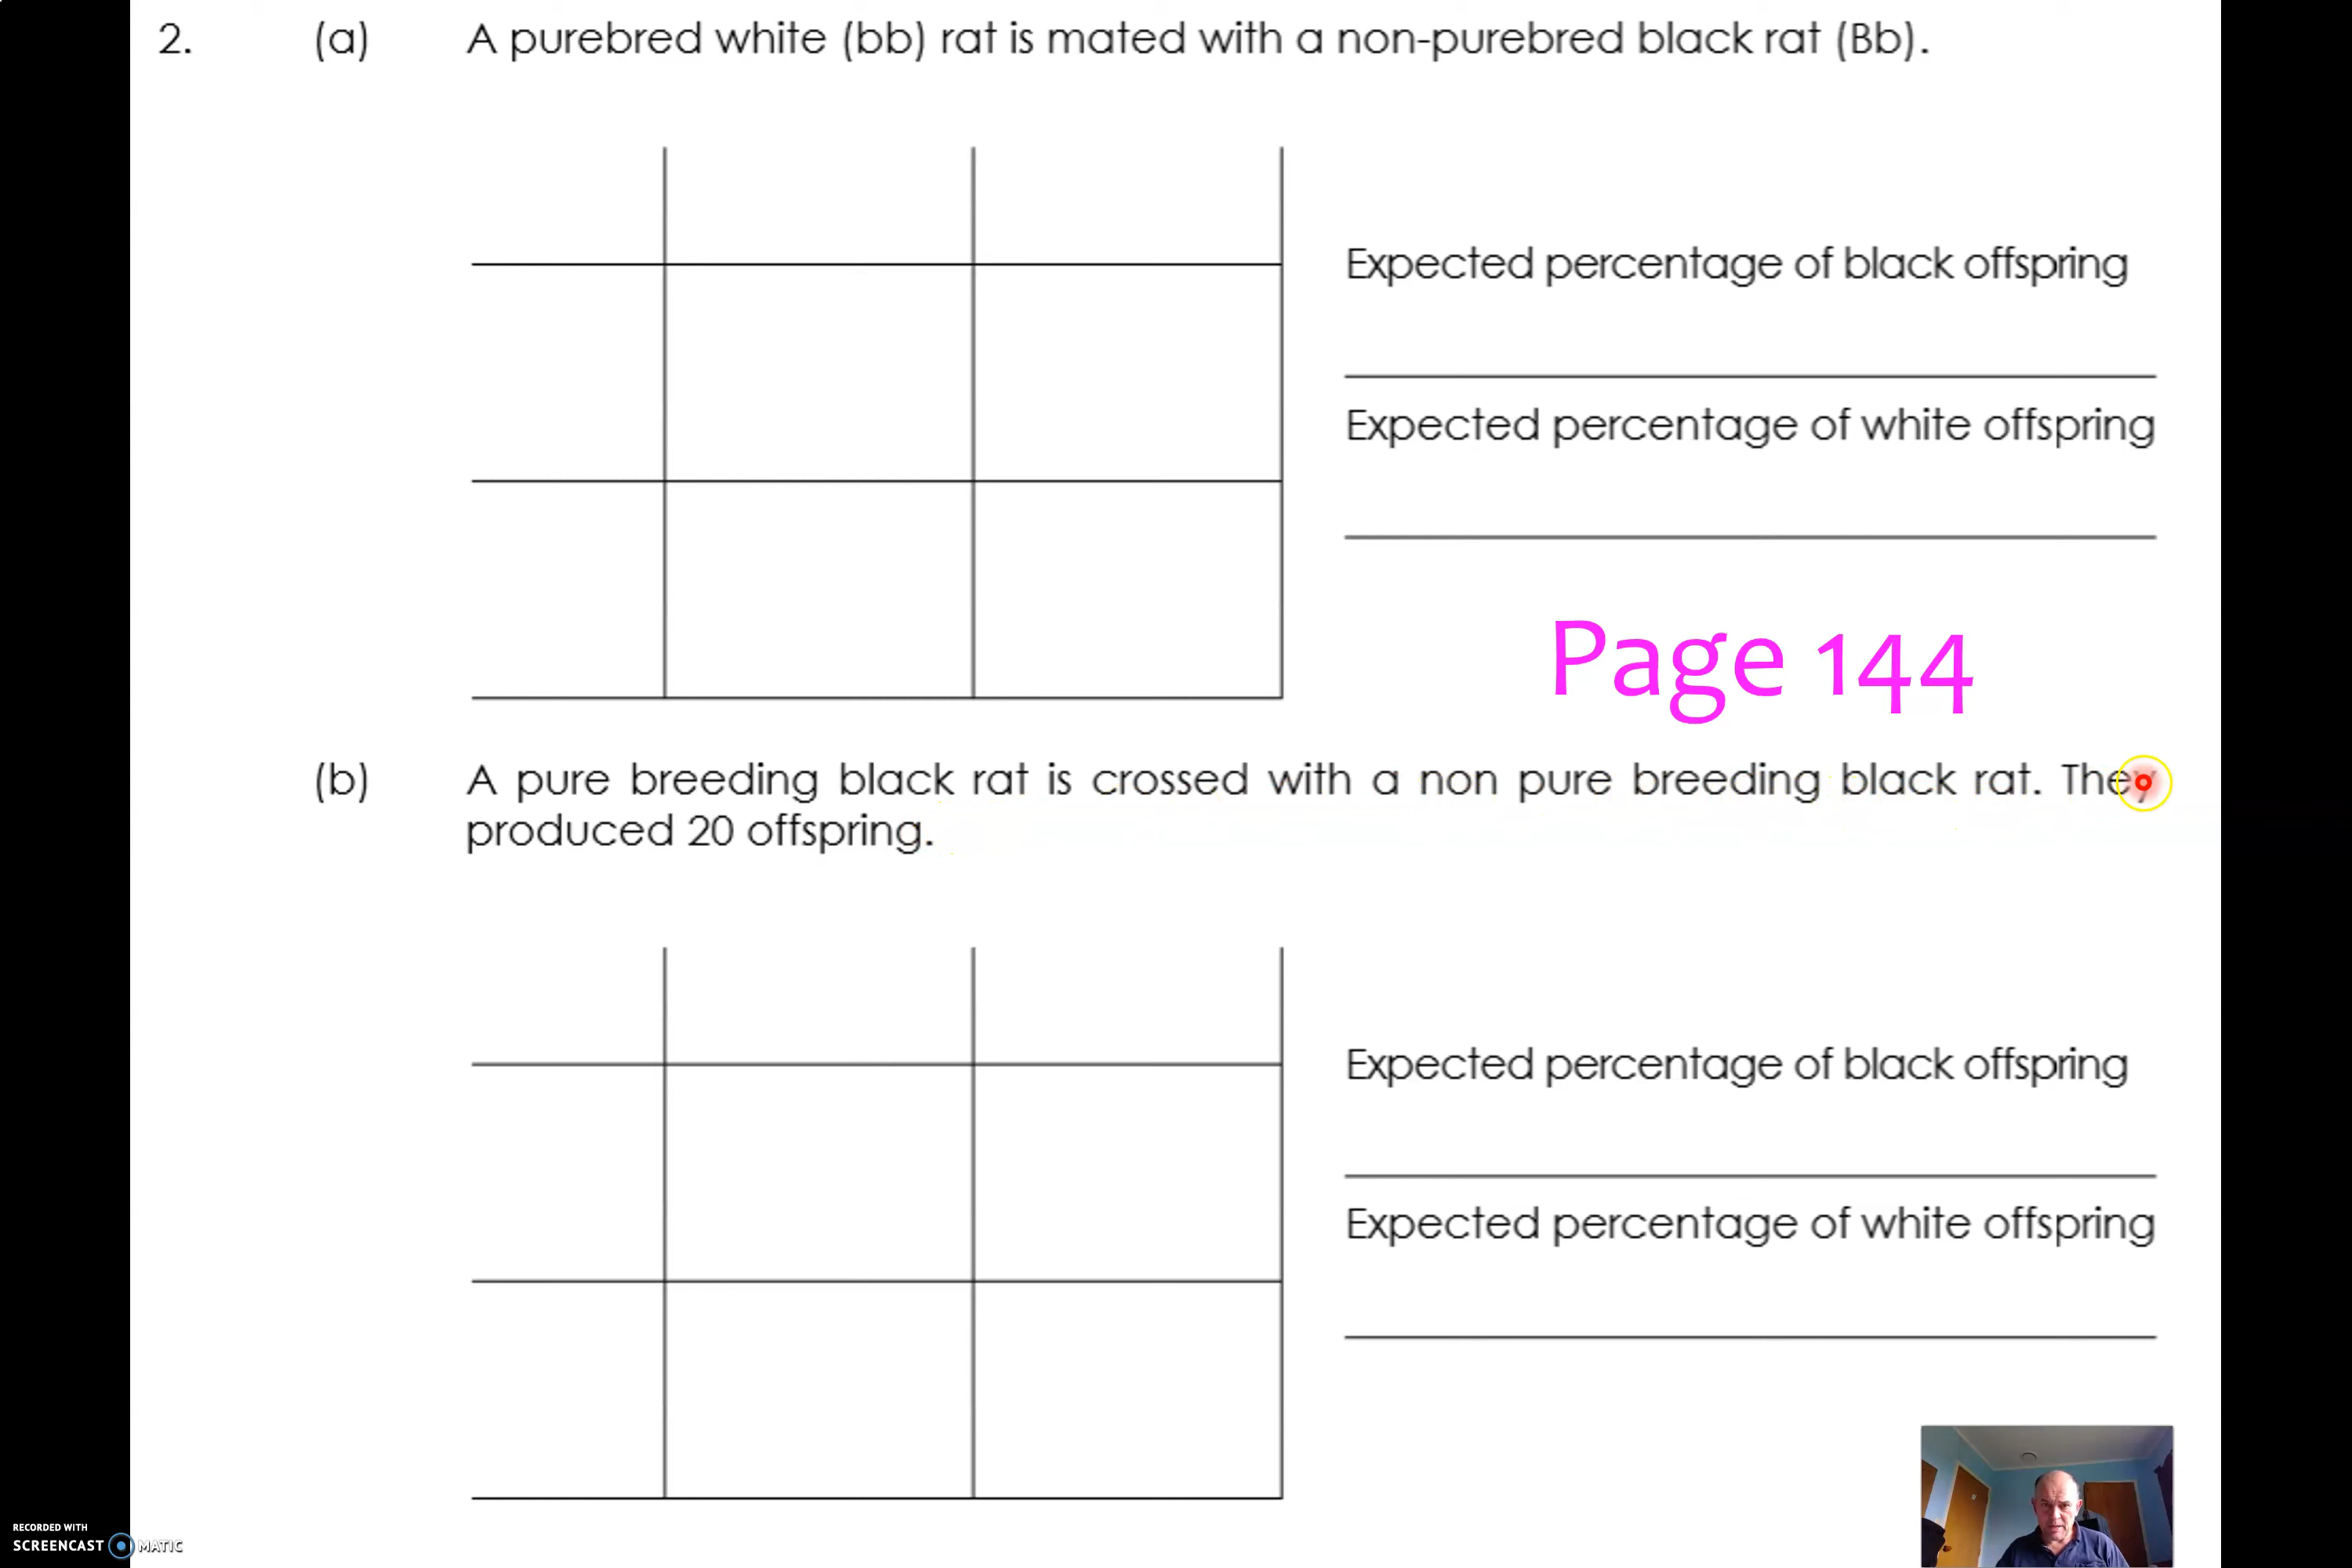 2. (a) A purebred white (bb) rat is mated with a non-purebred black rat (Bb).
Expected percentage of black offspring
Expected percentage of white offspring
Page 144
(b) A pure breeding black rat is crossed with a non pure breeding black rat. They
produced 20 offspring.
Expected percentage of black offspring
Expected percentage of white offspring
RECORDED WITH
SCREENCAST MATIC